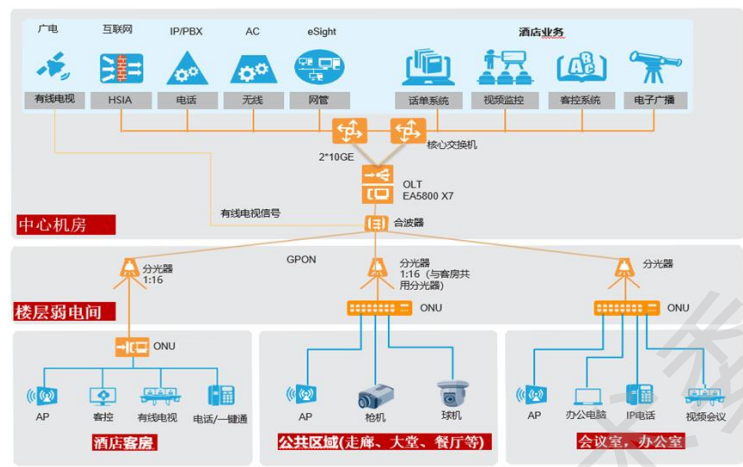 广电
互联网
IP/PBX
AC
eSight
酒店业务
有线电视
HSIA
电话
无线
网管
话单系统
视频监控
客控系统
电子广播
核心交换机
2*10GE
OLT
EA5800 X7
有线电视信号
合波器
中心机房
GPON
分光器
1:16
分光器
1:16（与客房共
用分光器)
分光器
楼层弱电间
ONU
ONU
ONU
AP
客控
有线电视
电话/一键通
AP
枪机
球机
AP
办公电脑
IP电话
视频会议
酒店客房
公共区域(走廊、大堂、餐厅等)
会议室，办公室